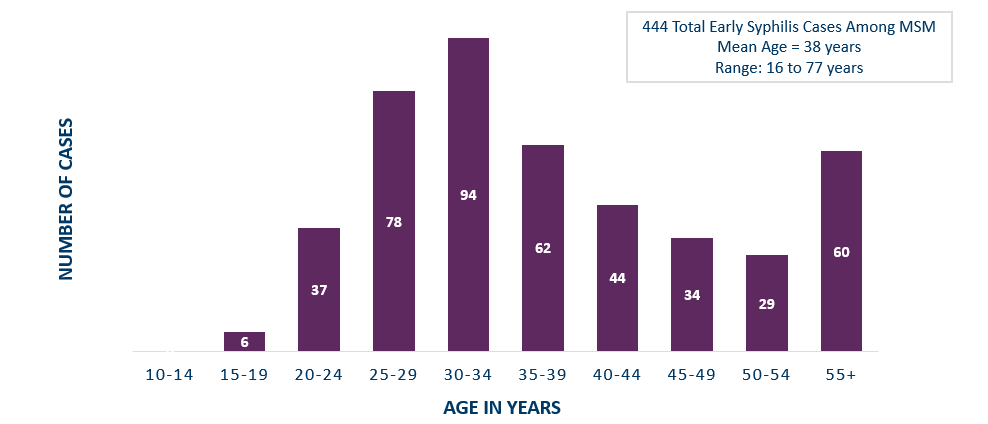 444 Total Early Syphilis Cases Among MSM
Mean Age = 38 years
Range: 16 to 77 years
NUMBER OF CASES
6
37
78
94
62
44
34
29
60
10-14 15-19 20-24 25-29 30-34 35-39 40-44 45-49 50-54 55+
AGE IN YEARS